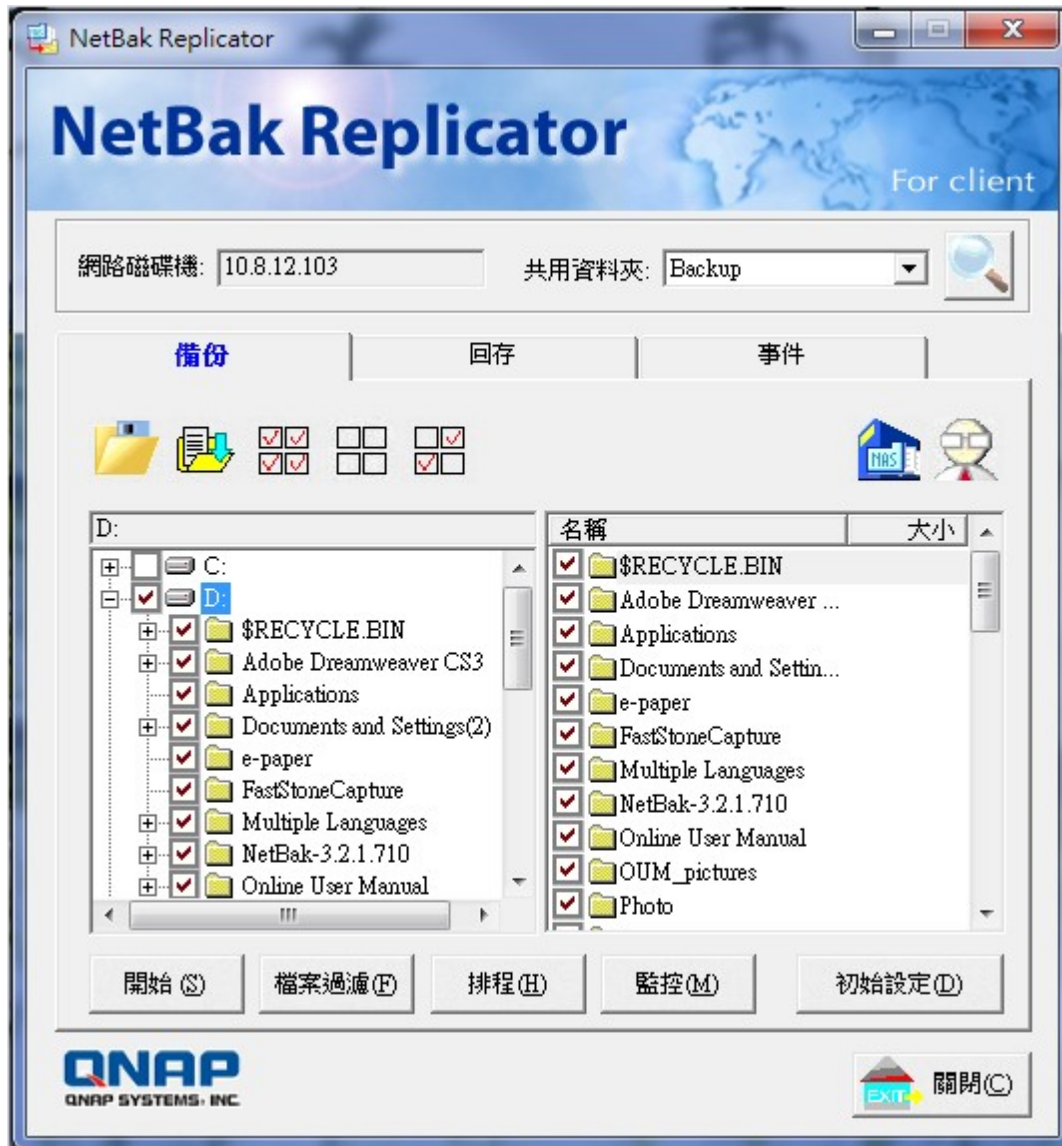 NetBak Replicator
NetBak Replicator
For client
網路磁碟機: 10.8.12.103 共用資料夾: Backup
備份 回存 事件
NAS
D:
C:
D:
$RECYCLE.BIN
Adobe Dreamweaver CS3
Applications
Documents and Settings(2)
e-paper
FastStoneCapture
Multiple Languages
NetBak-3.2.1.710
Online User Manual
名稱 大小
$RECYCLE.BIN
Adobe Dreamweaver ...
Applications
Documents and Settin...
e-paper
FastStoneCapture
Multiple Languages
NetBak-3.2.1.710
Online User Manual
OUM_pictures
Photo
開始 (S) 檔案過濾(F) 排程(H) 監控(M) 初始設定(D)
QNAP
QNAP SYSTEMS, INC.
EXIT 關閉(C)